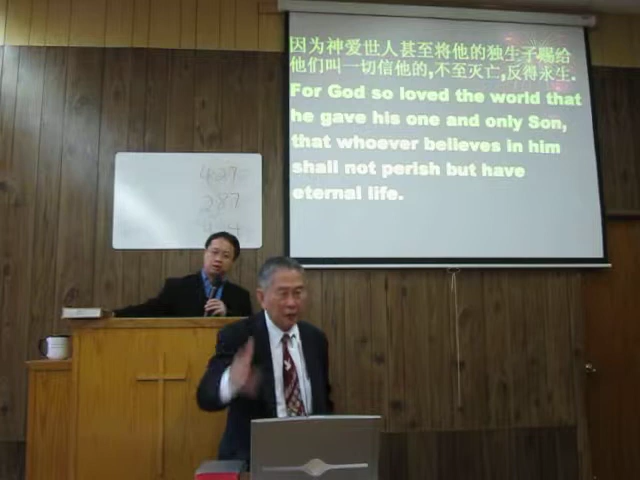 因为神爱世人甚至将他的独生子赐给
他们叫一切信他的,不至灭亡,反得永生.
For God so loved the world that
he gave his one and only Son,
that whoever believes in him
shall not perish but have
eternal life.
427
287